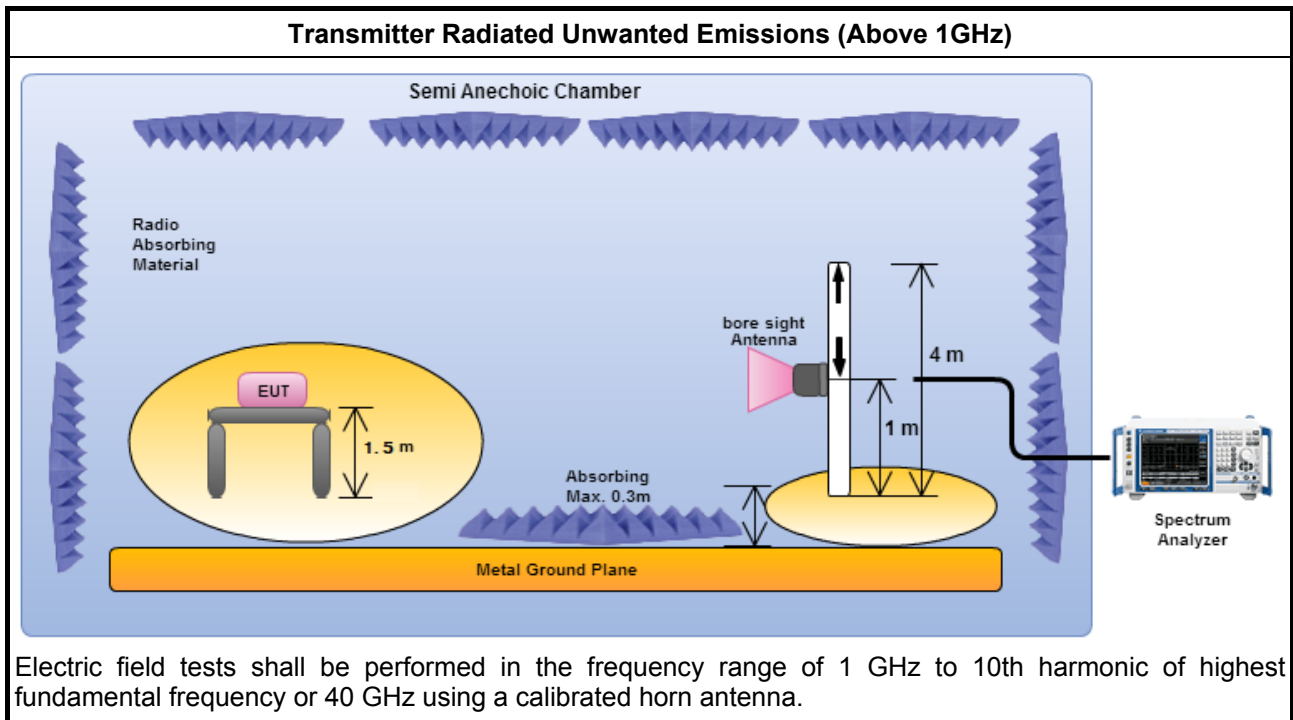 Transmitter Radiated Unwanted Emissions (Above 1GHz)
Semi Anechoic Chamber
Radio
Absorbing
Material
bore sight
Antenna
4 m
EUT
1. 5 m
1 m
Absorbing
Max. 0.3m
Spectrum
Analyzer
Metal Ground Plane
Electric field tests shall be performed in the frequency range of 1 GHz to 10th harmonic of highest
fundamental frequency or 40 GHz using a calibrated horn antenna.